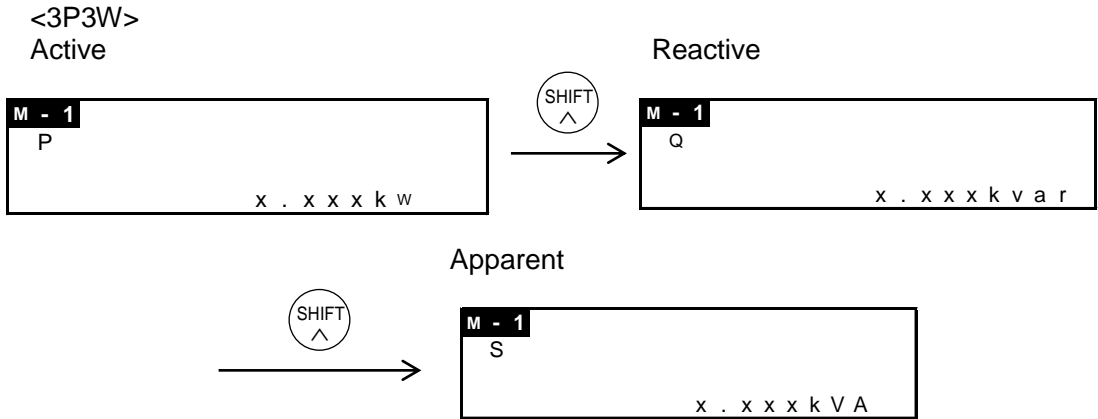 <3P3W>
Active
Reactive
M - 1
P
x . x x x k W
SHIFT
M - 1
Q
x . x x x k v a r
Apparent
SHIFT
M - 1
S
x . x x x k V A